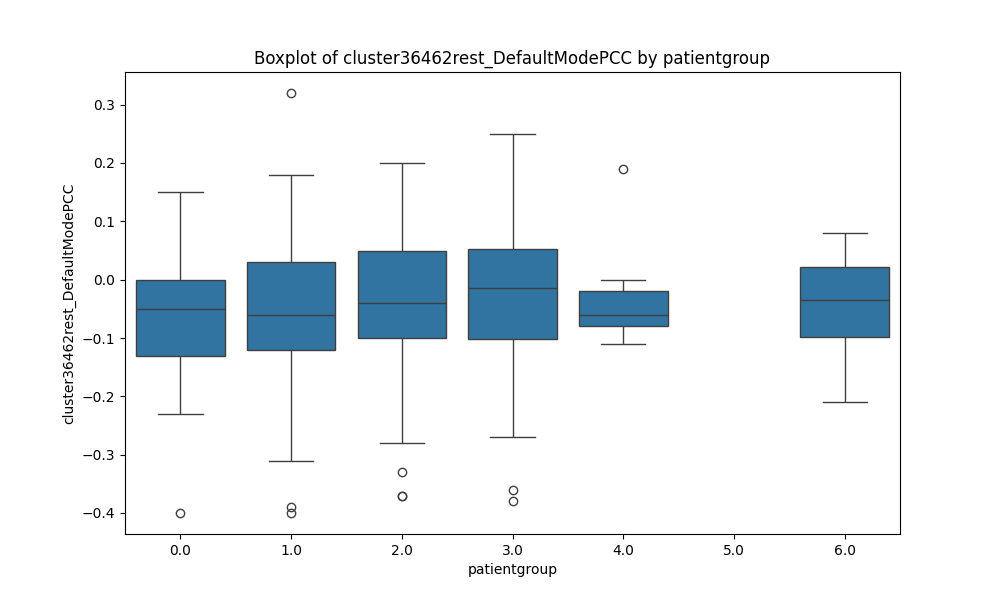 Boxplot of cluster36462rest_DefaultModePCC by patientgroup
cluster36462rest_DefaultModePCC
0.3
0.2
0.1
0.0
−0.1
−0.2
−0.3
−0.4
0.0 1.0 2.0 3.0 4.0 5.0 6.0
patientgroup